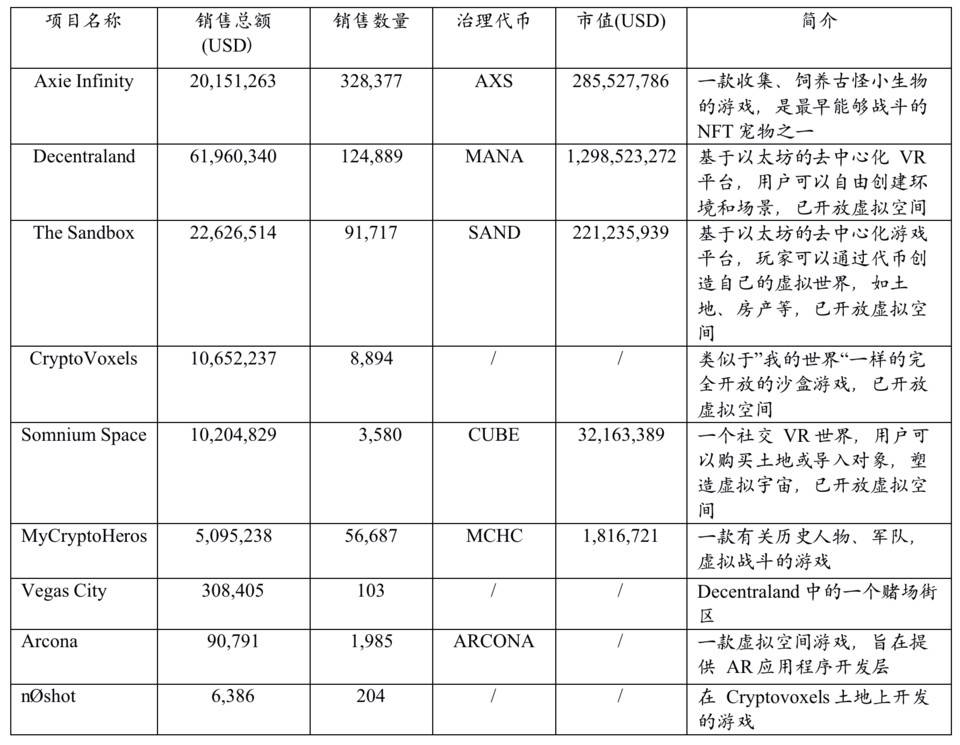 项目名称 销售总额 销售数量 治理代币 市值(USD) 简介
(USD)
Axie Infinity 20,151,263 328,377 AXS 285,527,786 一款收集、饲养古怪小生物
的游戏，是最早能够战斗的
NFT 宠物之一
Decentraland 61,960,340 124,889 MANA 1,298,523,272 基于以太坊的去中心化 VR
平台，用户可以自由创建环
境和场景，已开放虚拟空间
The Sandbox 22,626,514 91,717 SAND 221,235,939 基于以太坊的去中心化游戏
平台，玩家可以通过代币创
造自己的虚拟世界，如土
地、房产等，已开放虚拟空
间
CryptoVoxels 10,652,237 8,894 / / 类似于”我的世界“一样的完
全开放的沙盒游戏，已开放
虚拟空间
Somnium Space 10,204,829 3,580 CUBE 32,163,389 一个社交 VR 世界，用户可
以购买土地或导入对象，塑
造虚拟宇宙，已开放虚拟空
间
MyCryptoHeros 5,095,238 56,687 MCHC 1,816,721 一款有关历史人物、军队，
虚拟战斗的游戏
Vegas City 308,405 103 / / Decentraland 中的一个赌场街
区
Arcona 90,791 1,985 ARCONA / 一款虚拟空间游戏，旨在提
供 AR 应用程序开发层
nØshot 6,386 204 / / 在 Cryptovoxels 土地上开发
的游戏